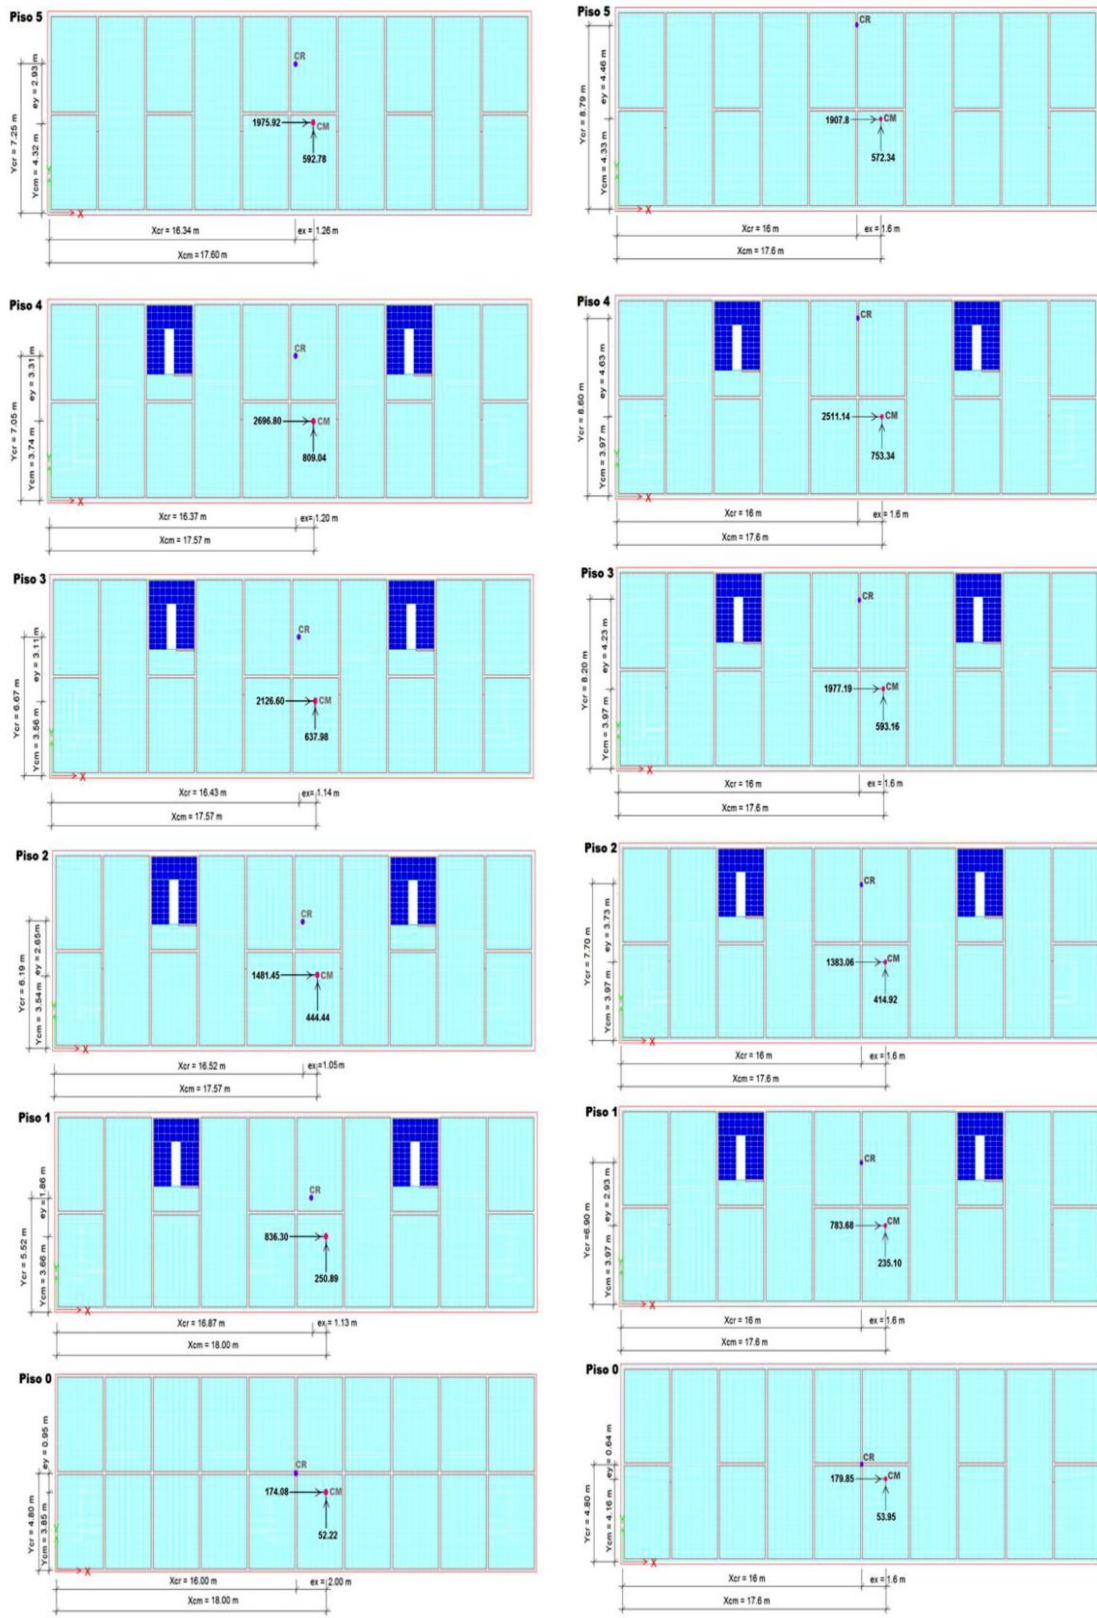 Piso 5
CR
1975.92
CM
592.78
Ycr = 7.25 m
ey = 2.93 m
Ycm = 4.32 m
X
Xcr = 16.34 m
ex = 1.26 m
Xcm = 17.60 m
Piso 5
CR
1907.8
CM
572.34
Ycr = 8.79 m
ey = 4.46 m
Ycm = 4.33 m
X
Xcr = 16 m
ex = 1.6 m
Xcm = 17.6 m
Piso 4
CR
2696.80
CM
809.04
Ycr = 7.05 m
ey = 3.31 m
Ycm = 3.74 m
X
Xcr = 16.37 m
ex= 1.20 m
Xcm = 17.57 m
Piso 4
CR
2511.14
CM
753.34
Ycr = 8.60 m
ey = 4.63 m
Ycm = 3.97 m
X
Xcr = 16 m
ex = 1.6 m
Xcm = 17.6 m
Piso 3
CR
2126.60
CM
637.98
Ycr = 6.67 m
ey = 3.11 m
Ycm = 3.56 m
X
Xcr = 16.43 m
ex= 1.14 m
Xcm = 17.57 m
Piso 3
CR
1977.19
CM
593.16
Ycr = 8.20 m
ey = 4.23 m
Ycm = 3.97 m
X
Xcr = 16 m
ex = 1.6 m
Xcm = 17.6 m
Piso 2
CR
1481.45
CM
444.44
Ycr = 6.19 m
ey = 2.65m
Ycm = 3.54 m
X
Xcr = 16.52 m
ex =1.05m
Xcm = 17.57 m
Piso 2
CR
1383.06
CM
414.92
Ycr = 7.70 m
ey = 3.73 m
Ycm = 3.97 m
X
Xcr = 16 m
ex = 1.6 m
Xcm = 17.6 m
Piso 1
CR
836.30
CM
250.89
Ycr = 5.52 m
ey = 1.86 m
Ycm = 3.66 m
X
Xcr = 16.87 m
ex = 1.13 m
Xcm = 18.00 m
Piso 1
CR
783.68
CM
235.10
Ycr =6.90 m
ey = 2.93 m
Ycm = 3.97 m
X
Xcr = 16 m
ex = 1.6 m
Xcm = 17.6 m
Piso 0
CR
174.08
CM
52.22
Ycr = 4.80 m
ey = 0.95 m
Ycm = 3.85 m
X
Xcr = 16.00 m
ex = 2.00 m
Xcm = 18.00 m
Piso 0
CR
179.85
CM
53.95
Ycr = 4.80 m
ey = 0.64 m
Ycm = 4.16 m
X
Xcr = 16 m
ex = 1.6 m
Xcm = 17.6 m